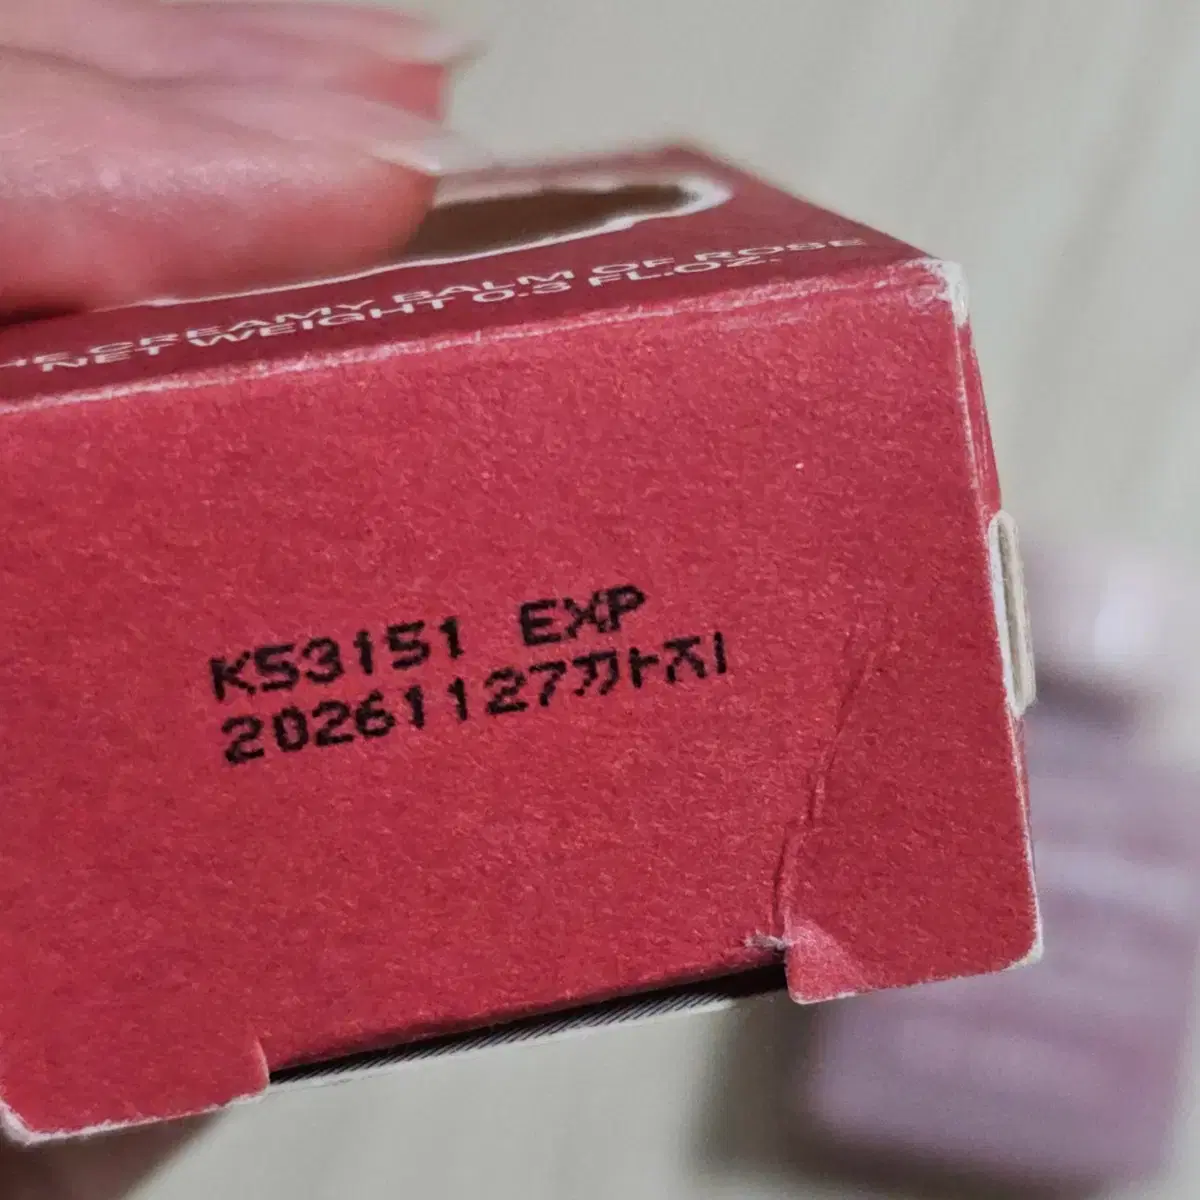 THE CREAMY BALM OF ROSE
NET WEIGHT 0.3 FL.OZ.
K53151 EXP
20261127까지